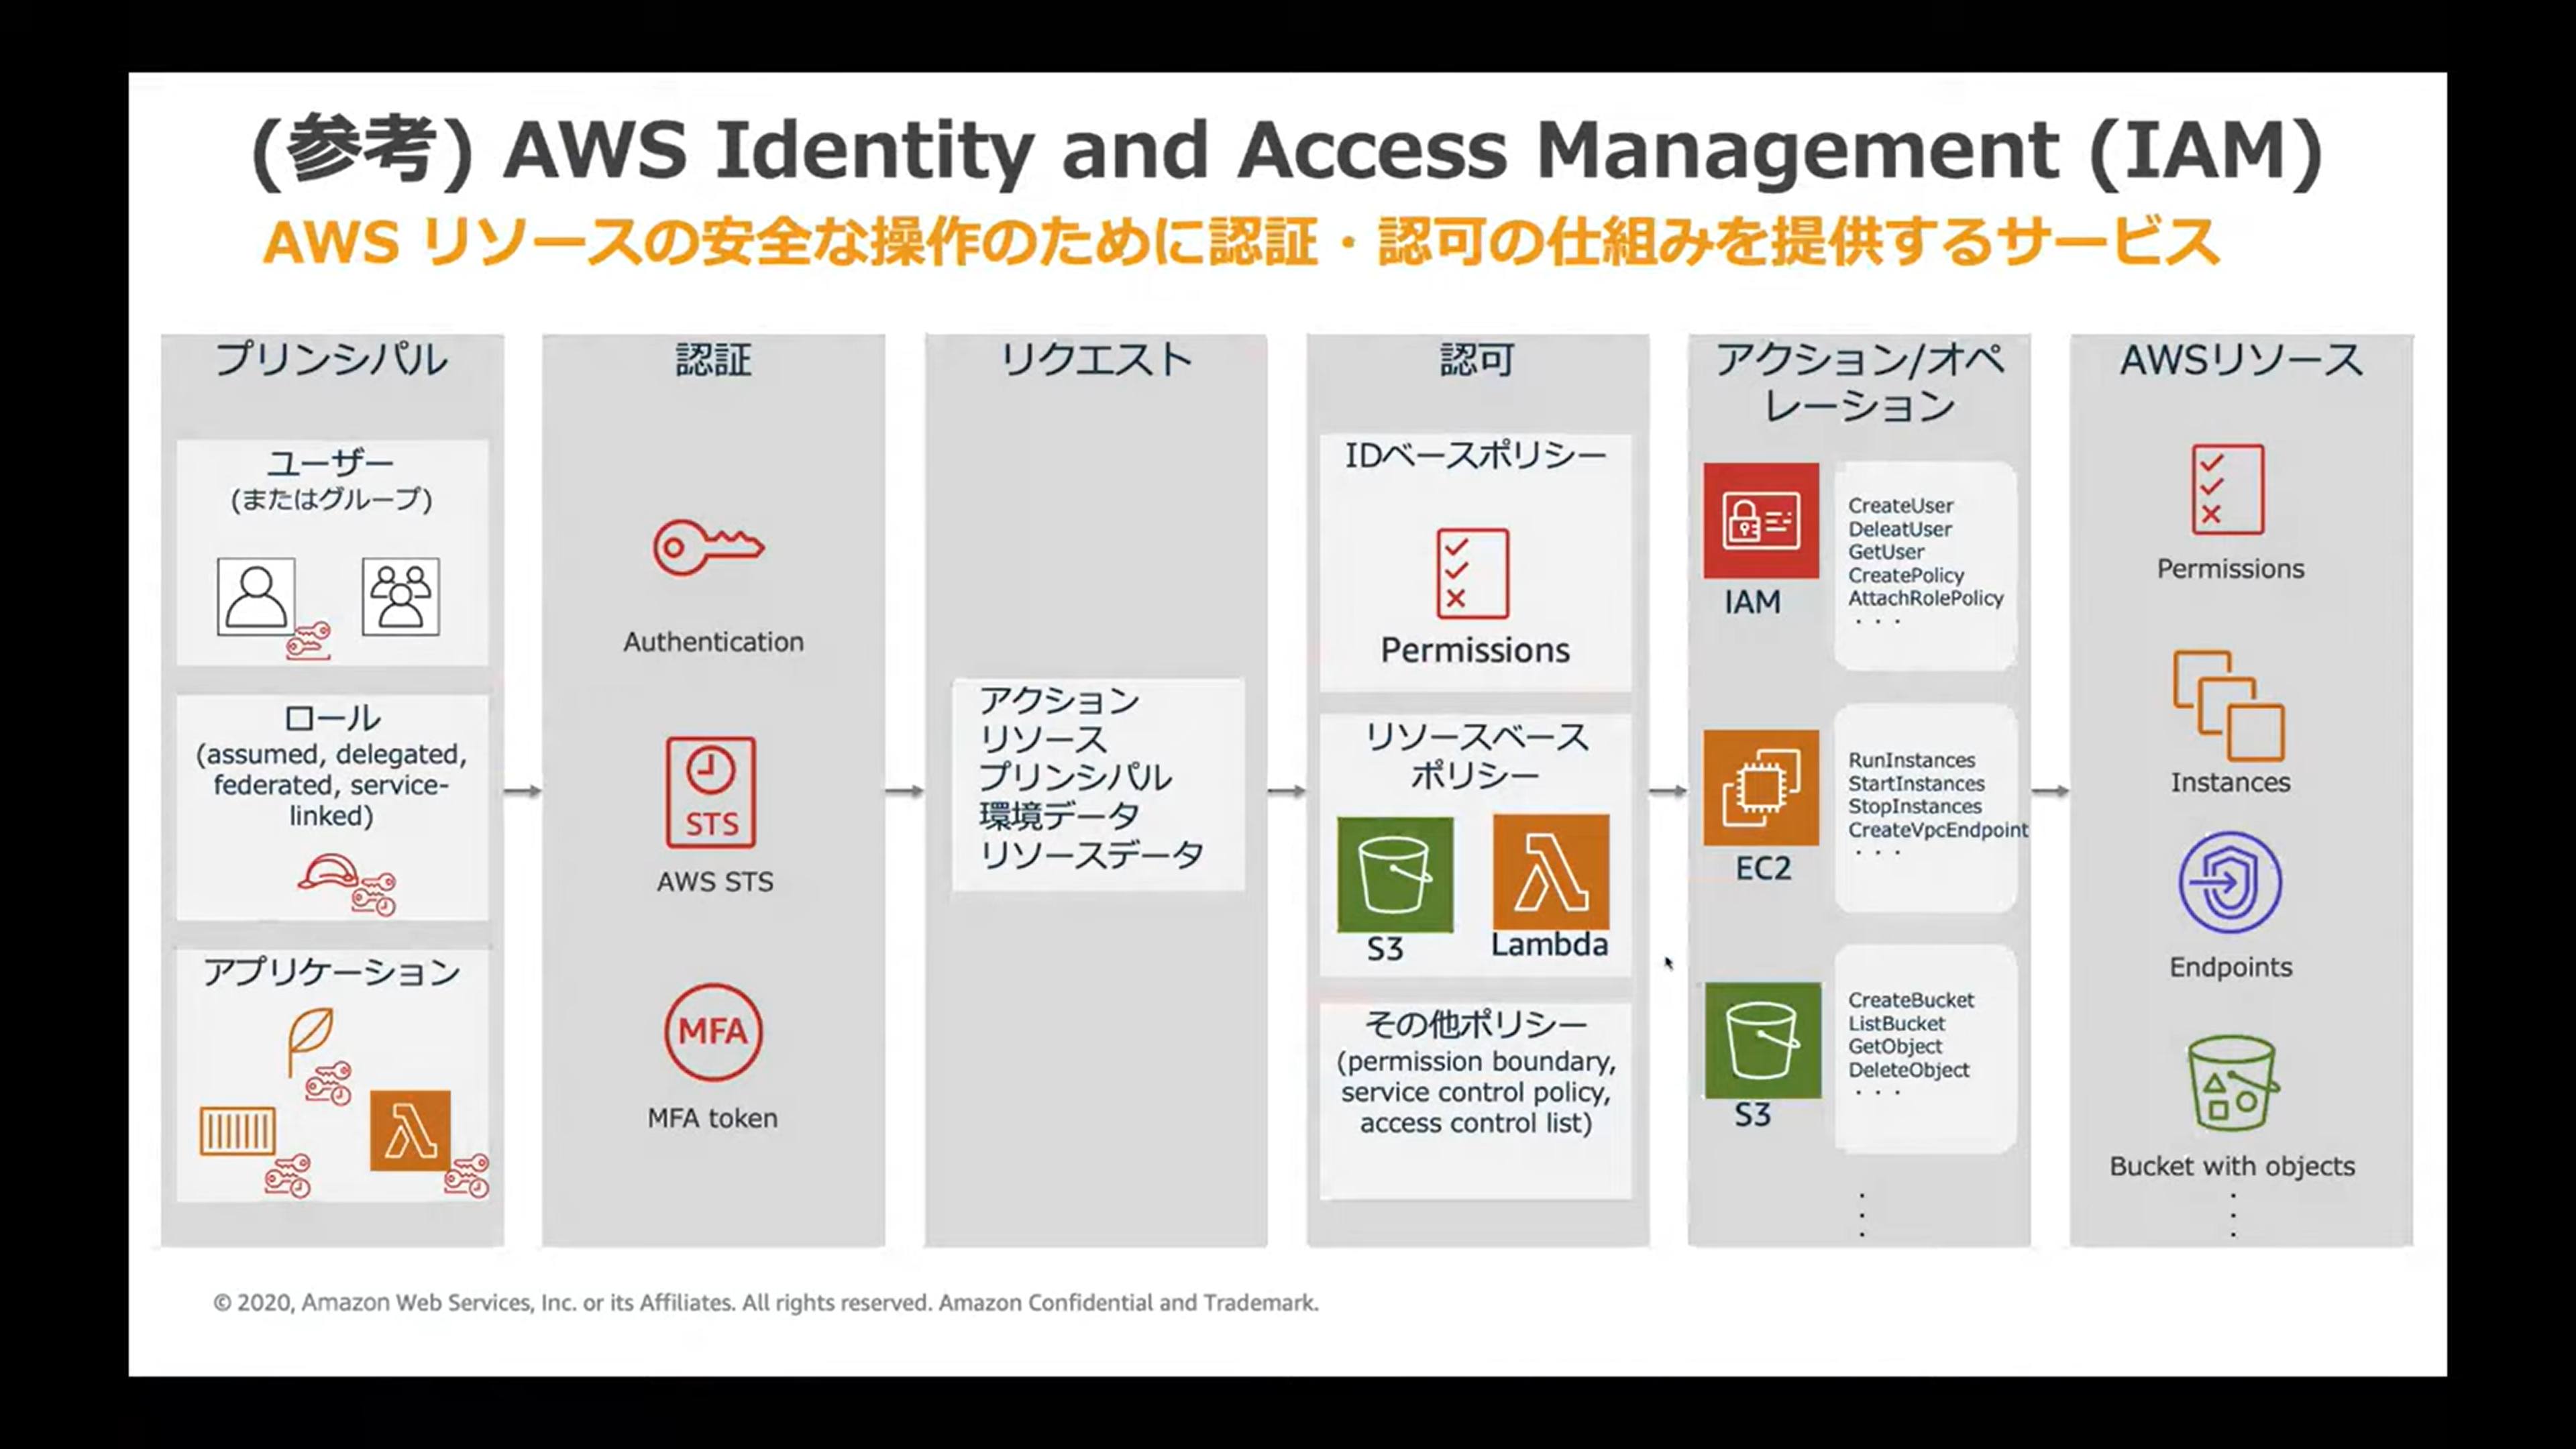 (参考) AWS Identity and Access Management (IAM)
AWS リソースの安全な操作のために認証・認可の仕組みを提供するサービス
プリンシパル
ユーザー
(またはグループ)
ロール
(assumed, delegated,
federated, service-
linked)
アプリケーション
認証
Authentication
STS
AWS STS
MFA
MFA token
リクエスト
アクション
リソース
プリンシパル
環境データ
リソースデータ
認可
IDベースポリシー
Permissions
リソースベース
ポリシー
S3
Lambda
その他ポリシー
(permission boundary,
service control policy,
access control list)
アクション/オペ
レーション
IAM
CreateUser
DeleatUser
GetUser
CreatePolicy
AttachRolePolicy
・・・
EC2
RunInstances
StartInstances
StopInstances
CreateVpcEndpoint
・・・
S3
CreateBucket
ListBucket
GetObject
DeleteObject
・・・
AWSリソース
Permissions
Instances
Endpoints
Bucket with objects
© 2020, Amazon Web Services, Inc. or its Affiliates. All rights reserved. Amazon Confidential and Trademark.